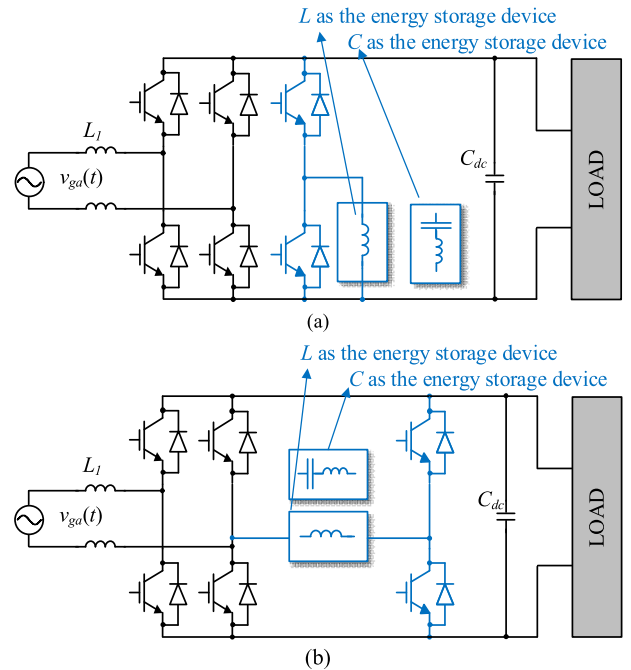 L as the energy storage device
C as the energy storage device
L1
vga(t)
Cdc
LOAD
(a)
L as the energy storage device
C as the energy storage device
L1
vga(t)
Cdc
LOAD
(b)